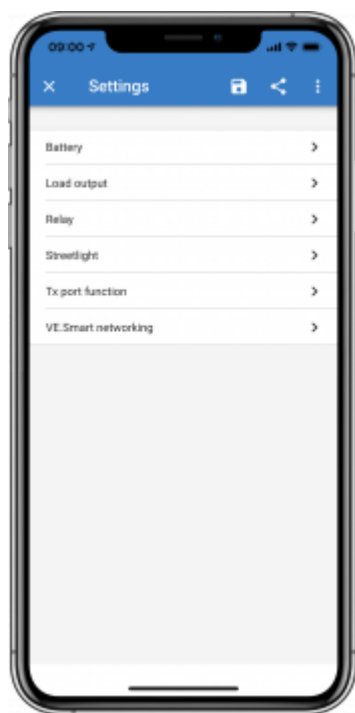 09:00
Settings
Battery
Load output
Relay
Streetlight
Tx port function
VE.Smart networking